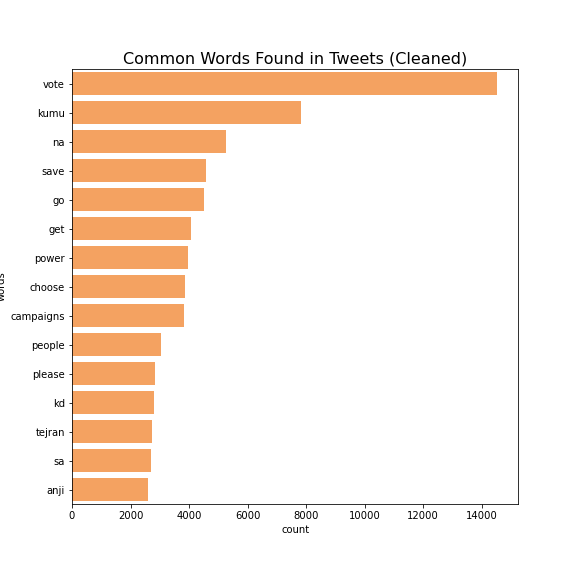 Common Words Found in Tweets (Cleaned)
vote
kumu
na
save
go
get
power
choose
campaigns
people
please
kd
tejran
sa
anji
words
0 2000 4000 6000 8000 10000 12000 14000
count